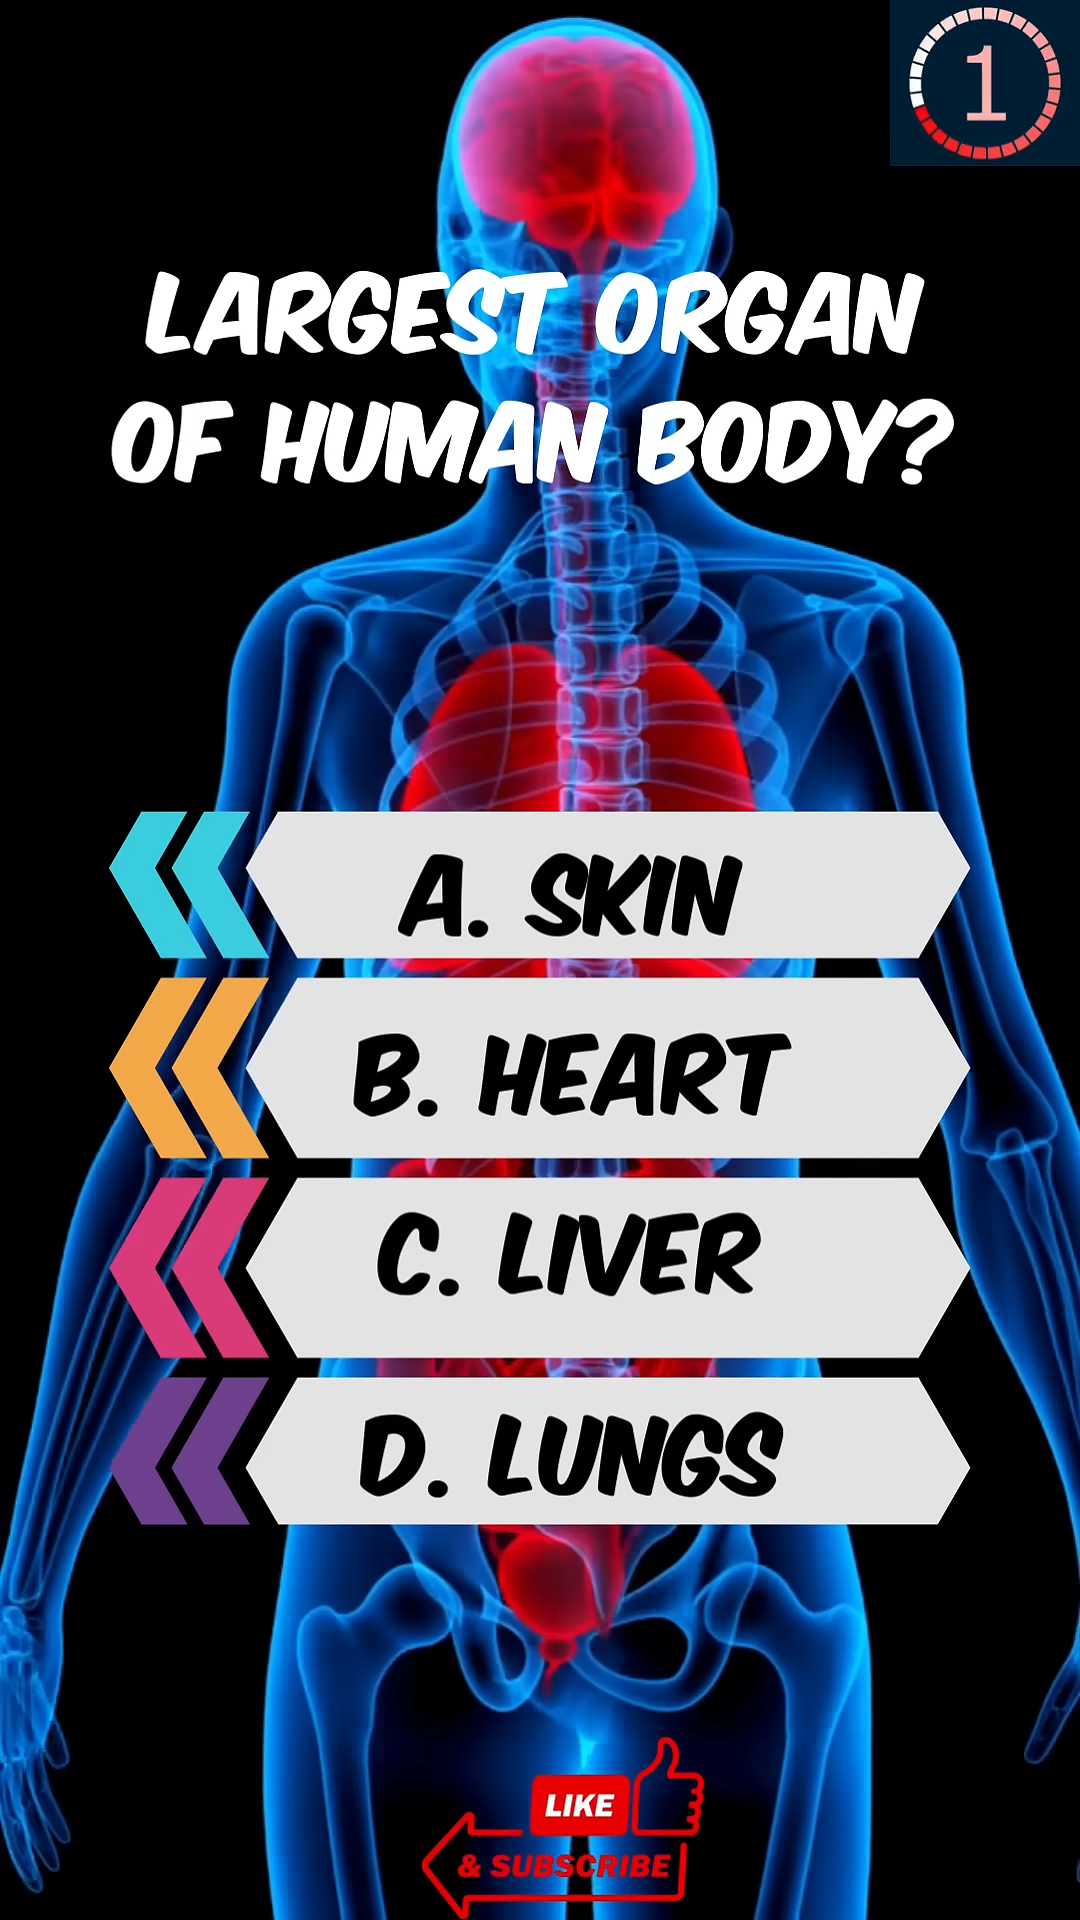 1
LARGEST ORGAN
OF HUMAN BODY?
A. SKIN
B. HEART
C. LIVER
D. LUNGS
LIKE
& SUBSCRIBE